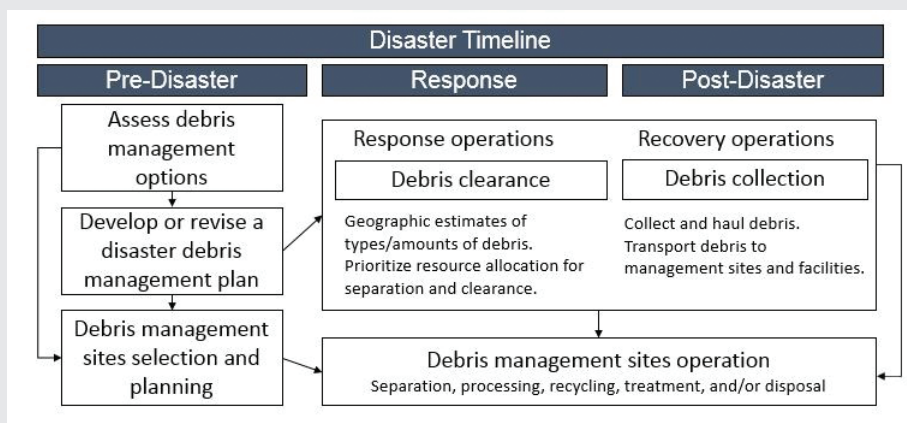 Disaster Timeline
Pre-Disaster
Response
Post-Disaster
Assess debris
management
options
Develop or revise a
disaster debris
management plan
Debris management
sites selection and
planning
Response operations
Debris clearance
Geographic estimates of
types/amounts of debris.
Prioritize resource allocation for
separation and clearance.
Recovery operations
Debris collection
Collect and haul debris.
Transport debris to
management sites and facilities.
Debris management sites operation
Separation, processing, recycling, treatment, and/or disposal